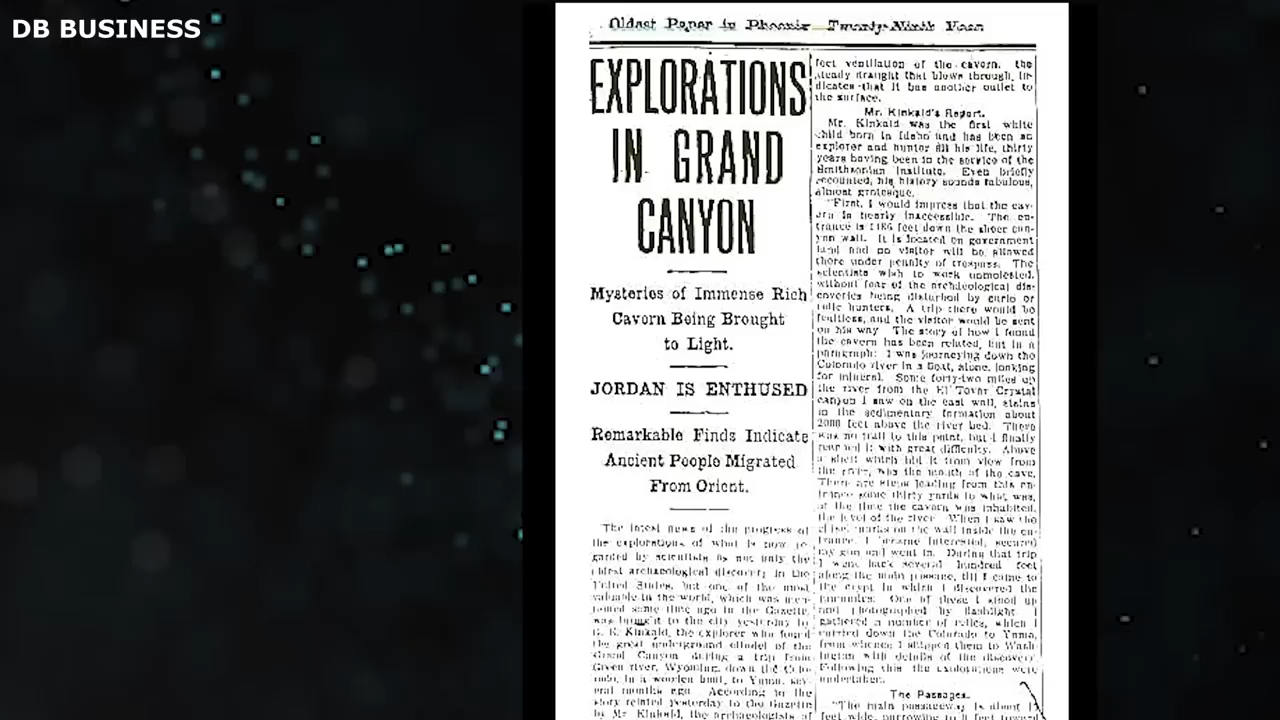 DB BUSINESS
Oldest Paper in Phoenix—Twenty-Ninth Year
EXPLORATIONS
IN GRAND
CANYON
Mysteries of Immense Rich
Cavern Being Brought
to Light.
JORDAN IS ENTHUSED
Remarkable Finds Indicate
Ancient People Migrated
From Orient.
The latest news of the progress of
the explorations of what is now re-
garded by scientists as not only the
oldest archaeological discovery in the
United States, but one of the most
valuable in the world, which was men-
tioned some time ago in the Gazette,
was brought to the city yesterday by
G. E. Kinkaid, the explorer who found
the great underground citadel of the
Grand Canyon during a trip from
Green river, Wyoming, down the Colo-
rado, in a wooden boat, to Yuma, sev-
eral months ago. According to the
story related yesterday to the Gazette
by Mr. Kinkaid, the archaeologists of
fect ventilation of the cavern, the
steady draught that blows through, in-
dicates that it has another outlet to
the surface.
Mr. Kinkaid's Report.
Mr. Kinkaid was the first white
child born in Idaho and has been an
explorer and hunter all his life, thirty
years having been in the service of the
Smithsonian Institute. Even briefly
recounted, his history sounds fabulous,
almost grotesque.
"First, I would impress that the cav-
ern is nearly inaccessible. The en-
trance is 1486 feet down the sheer can-
yon wall. It is located on government
land and no visitor will be allowed
there under penalty of trespass. The
scientists wish to work unmolested,
without fear of the archaeological dis-
coveries being disturbed by curio or
relic hunters. A trip there would be
fruitless, and the visitor would be sent
on his way. The story of how I found
the cavern has been related, but in a
paragraph: I was journeying down the
Colorado river in a boat, alone, looking
for mineral. Some forty-two miles up
the river from the El Tovar Crystal
canyon I saw on the east wall, stains
in the sedimentary formation about
2000 feet above the river bed. There
was no trail to this point, but I finally
reached it with great difficulty. Above
a shelf which hid it from view from
the river, was the mouth of the cave.
There are steps leading from this en-
trance some thirty yards to what was,
at the time the cavern was inhabited,
the level of the river. When I saw the
chisel marks on the wall inside the en-
trance, I became interested, secured
my gun and went in. During that trip
I went back several hundred feet
along the main passage, till I came to
the crypt in which I discovered the
mummies. One of these I stood up
and photographed by flashlight. I
gathered a number of relics, which I
carried down the Colorado to Yuma,
from whence I shipped them to Wash-
ington with details of the discovery.
Following this the explorations were
undertaken.
The Passages.
"The main passageway is about 12
feet wide, narrowing to 9 feet toward